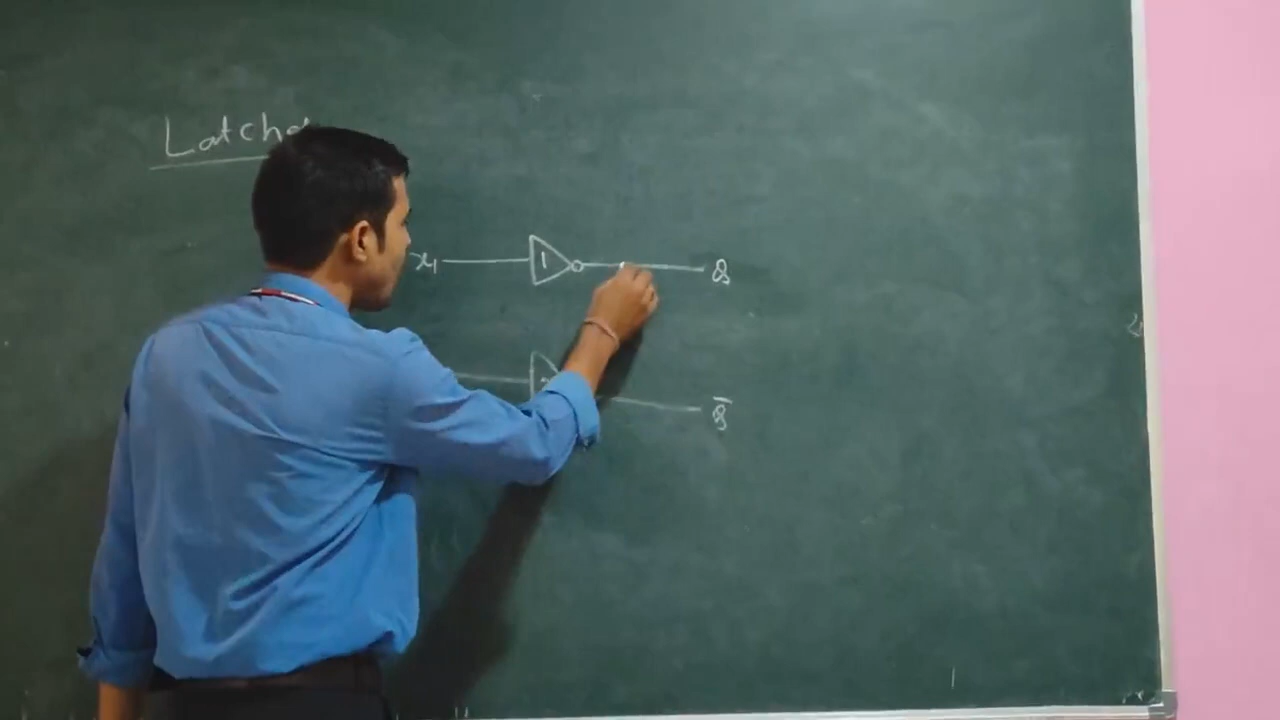 Latche
x₁ 1 Q
Q̅